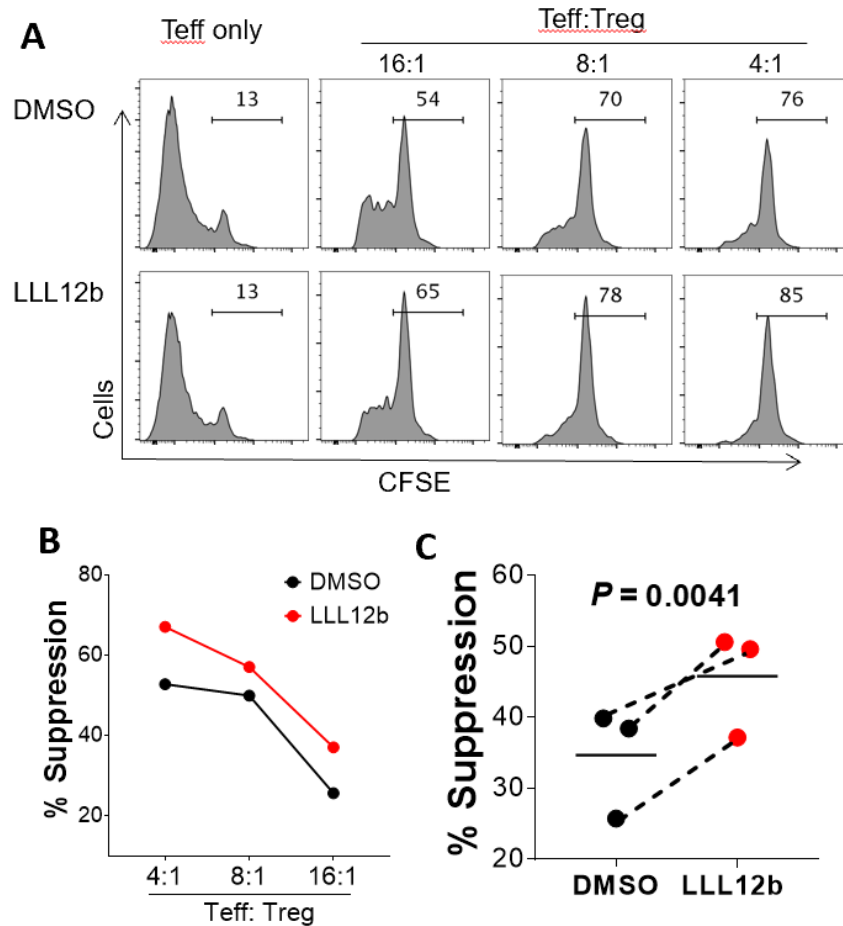 A
Teff only
Teff:Treg
16:1
8:1
4:1
DMSO
13
54
70
76
LLL12b
13
65
78
85
Cells
CFSE
B
80
60
40
20
% Suppression
DMSO
LLL12b
4:1
8:1
16:1
Teff: Treg
C
60
50
40
30
20
% Suppression
P = 0.0041
DMSO
LLL12b